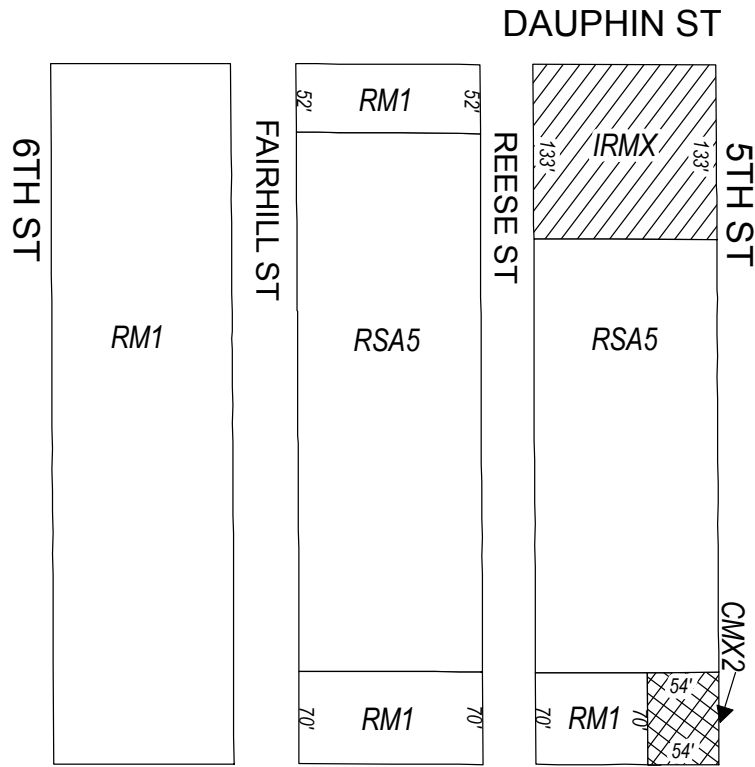 DAUPHIN ST
6TH ST
FAIRHILL ST
REESE ST
5TH ST
RM1
52'
RM1
52'
RSA5
70'
RM1
70'
133'
IRMX
133'
RSA5
70'
RM1
70'
54'
54'
CMX2